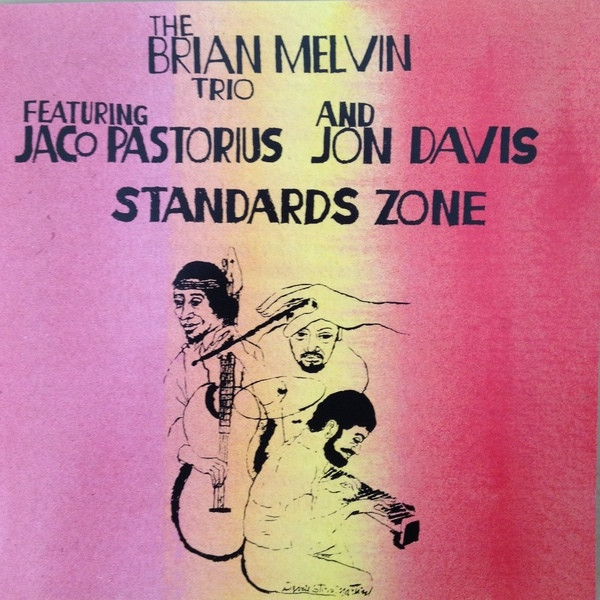 THE
BRIAN MELVIN
TRIO
FEATURING AND
JACO PASTORIUS JON DAVIS
STANDARDS ZONE